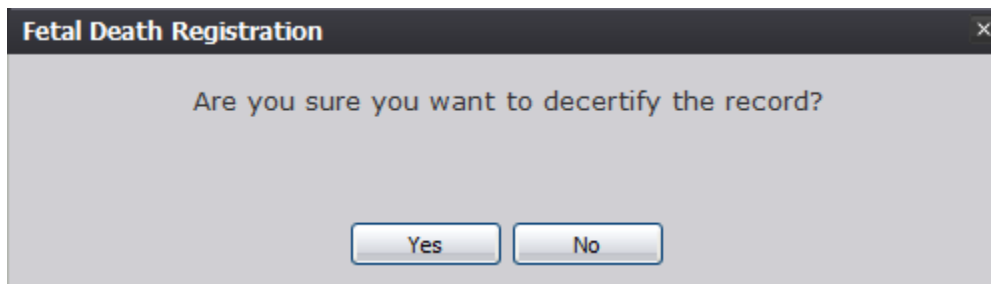 Fetal Death Registration
Are you sure you want to decertify the record?
Yes No